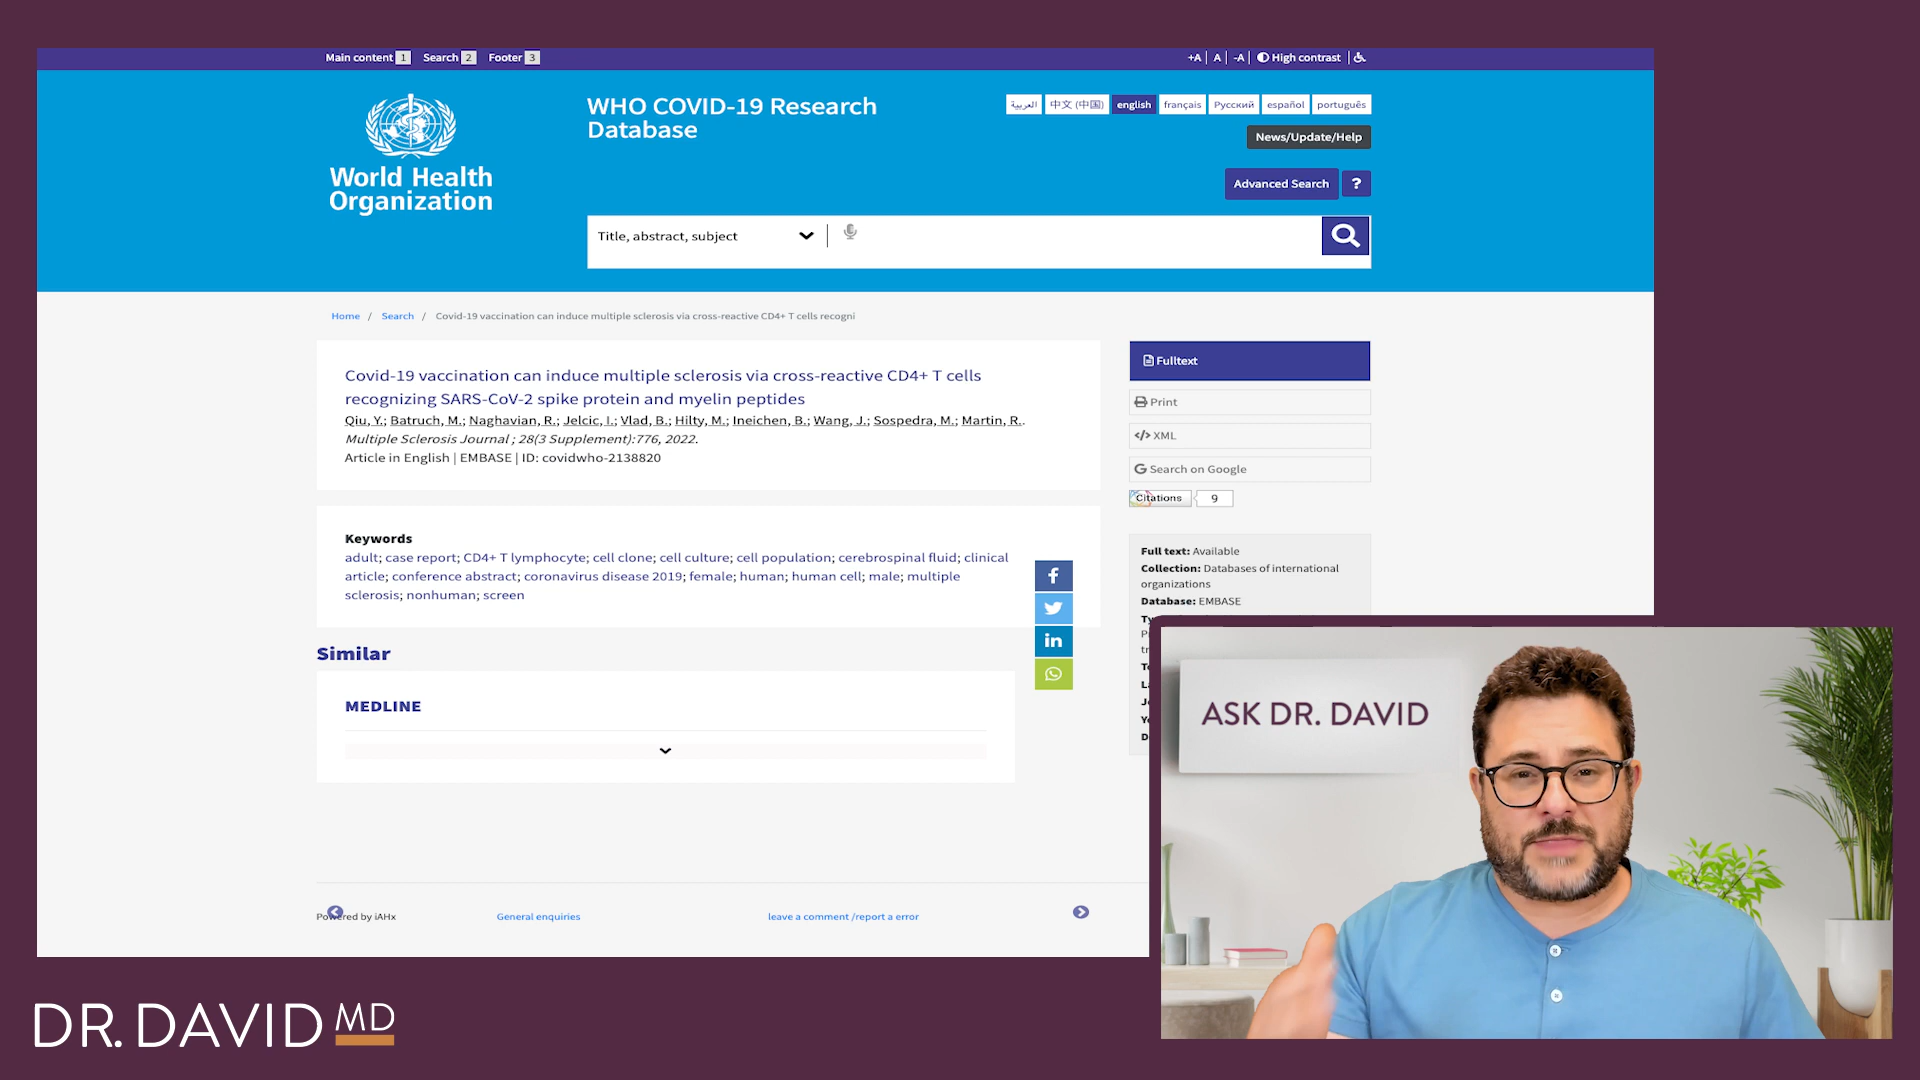 Main content 1 Search 2 Footer 3
+A A -A High contrast
World Health
Organization
WHO COVID-19 Research
Database
العربية 中文 (中国) english français Русский español português
News/Update/Help
Advanced Search ?
Title, abstract, subject
Home / Search / Covid-19 vaccination can induce multiple sclerosis via cross-reactive CD4+ T cells recogni
Covid-19 vaccination can induce multiple sclerosis via cross-reactive CD4+ T cells
recognizing SARS-CoV-2 spike protein and myelin peptides
Qiu, Y.; Batruch, M.; Naghavian, R.; Jelcic, I.; Vlad, B.; Hilty, M.; Ineichen, B.; Wang, J.; Sospedra, M.; Martin, R..
Multiple Sclerosis Journal ; 28(3 Supplement):776, 2022.
Article in English | EMBASE | ID: covidwho-2138820
Keywords
adult; case report; CD4+ T lymphocyte; cell clone; cell culture; cell population; cerebrospinal fluid; clinical
article; conference abstract; coronavirus disease 2019; female; human; human cell; male; multiple
sclerosis; nonhuman; screen
Similar
MEDLINE
Fulltext
Print
XML
Search on Google
Citations 9
Full text: Available
Collection: Databases of international
organizations
Database: EMBASE
Powered by iAHx
General enquiries
leave a comment /report a error
ASK DR. DAVID
DR. DAVID MD